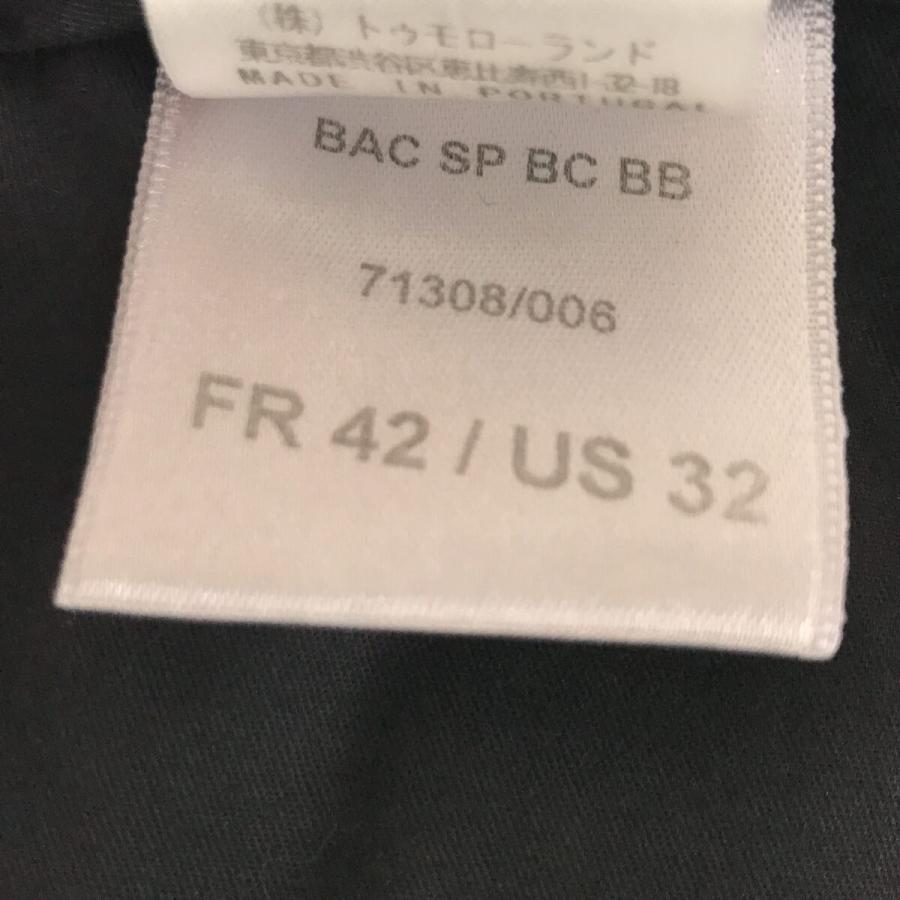 (株)トゥモローランド
東京都渋谷区恵比寿西1-32-18
MADE IN PORTUGAL
BAC SP BC BB
71308/006
FR 42 / US 32